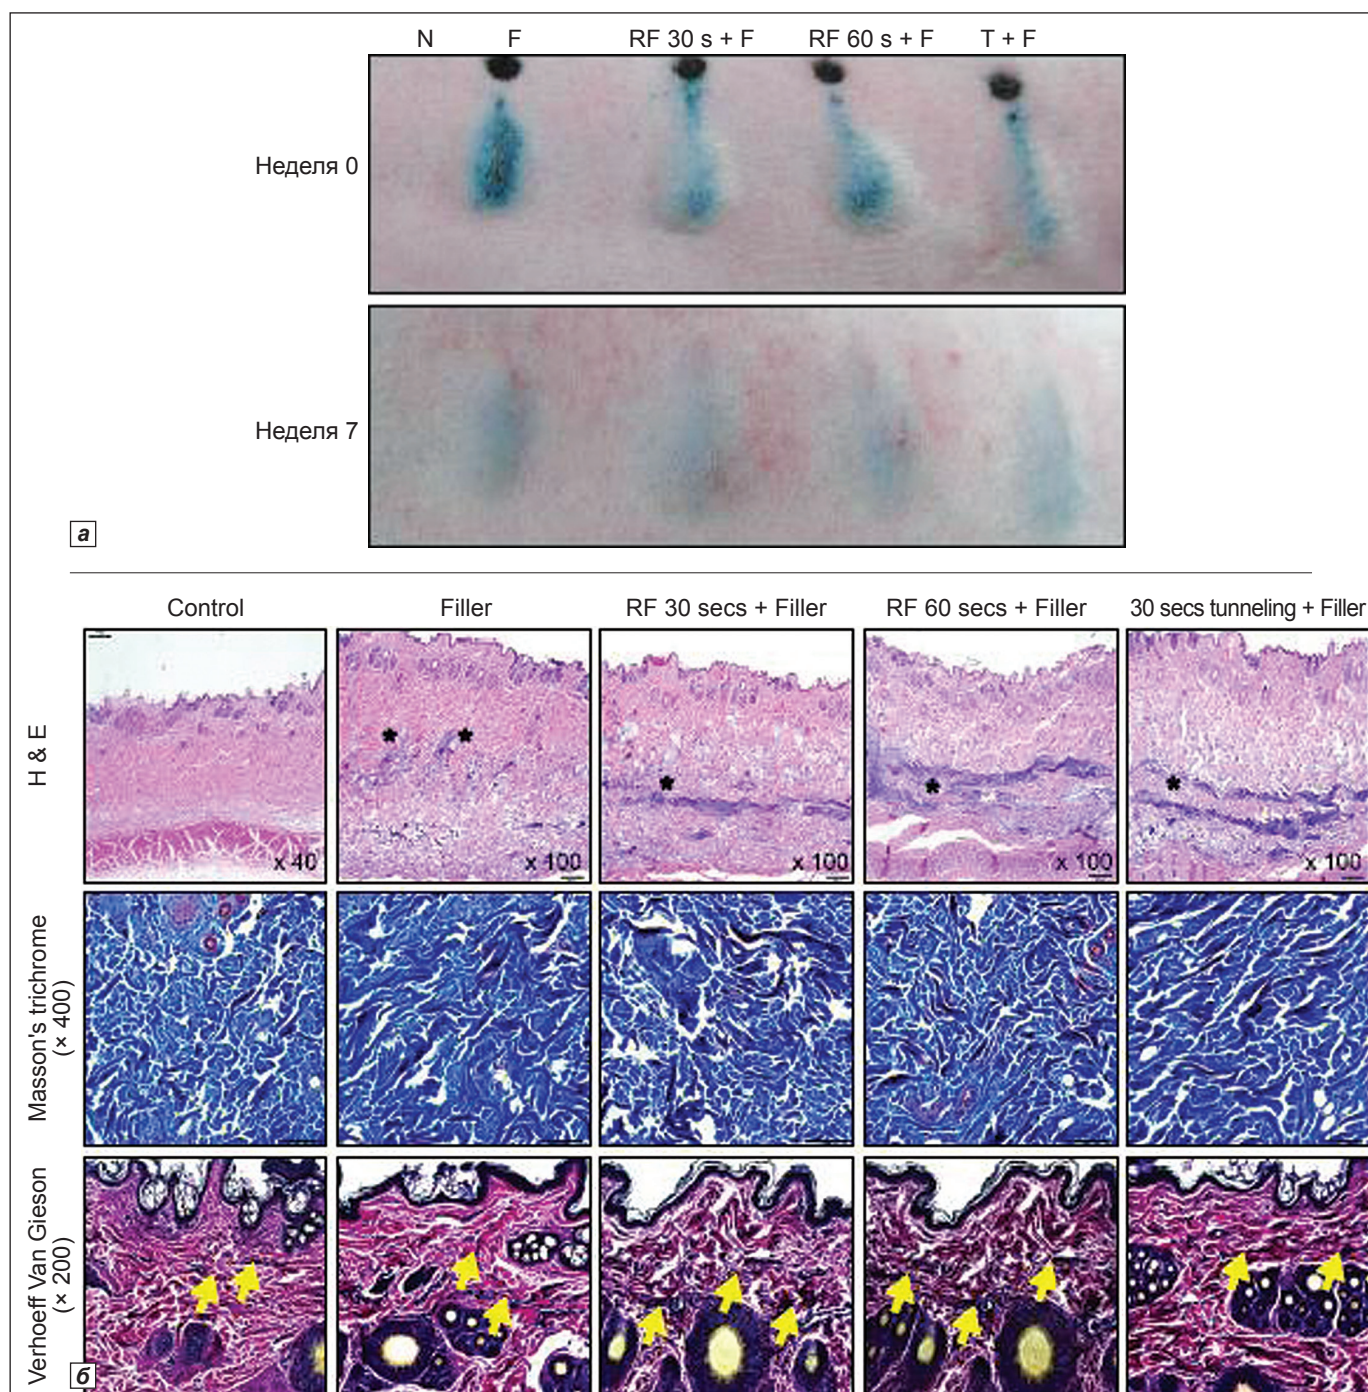 N F RF 30 s + F RF 60 s + F T + F
Неделя 0
Неделя 7
а
Control Filler RF 30 secs + Filler RF 60 secs + Filler 30 secs tunneling + Filler
H & E
* * * * *
x 40 x 100 x 100 x 100 x 100
Masson's trichrome
(× 400)
Verhoeff Van Gieson
(× 200)
б